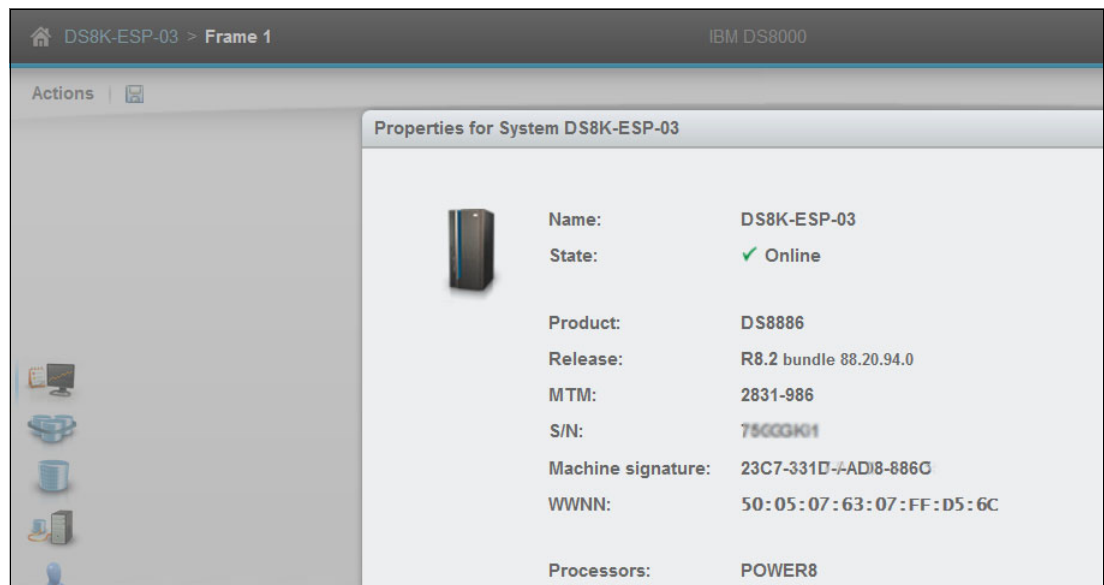 DS8K-ESP-03 > Frame 1
IBM DS8000
Actions
Properties for System DS8K-ESP-03
Name: DS8K-ESP-03
State: ✓ Online
Product: DS8886
Release: R8.2 bundle 88.20.94.0
MTM: 2831-986
S/N:
Machine signature:
WWNN: 50:05:07:63:07:FF:D5:6C
Processors: POWER8